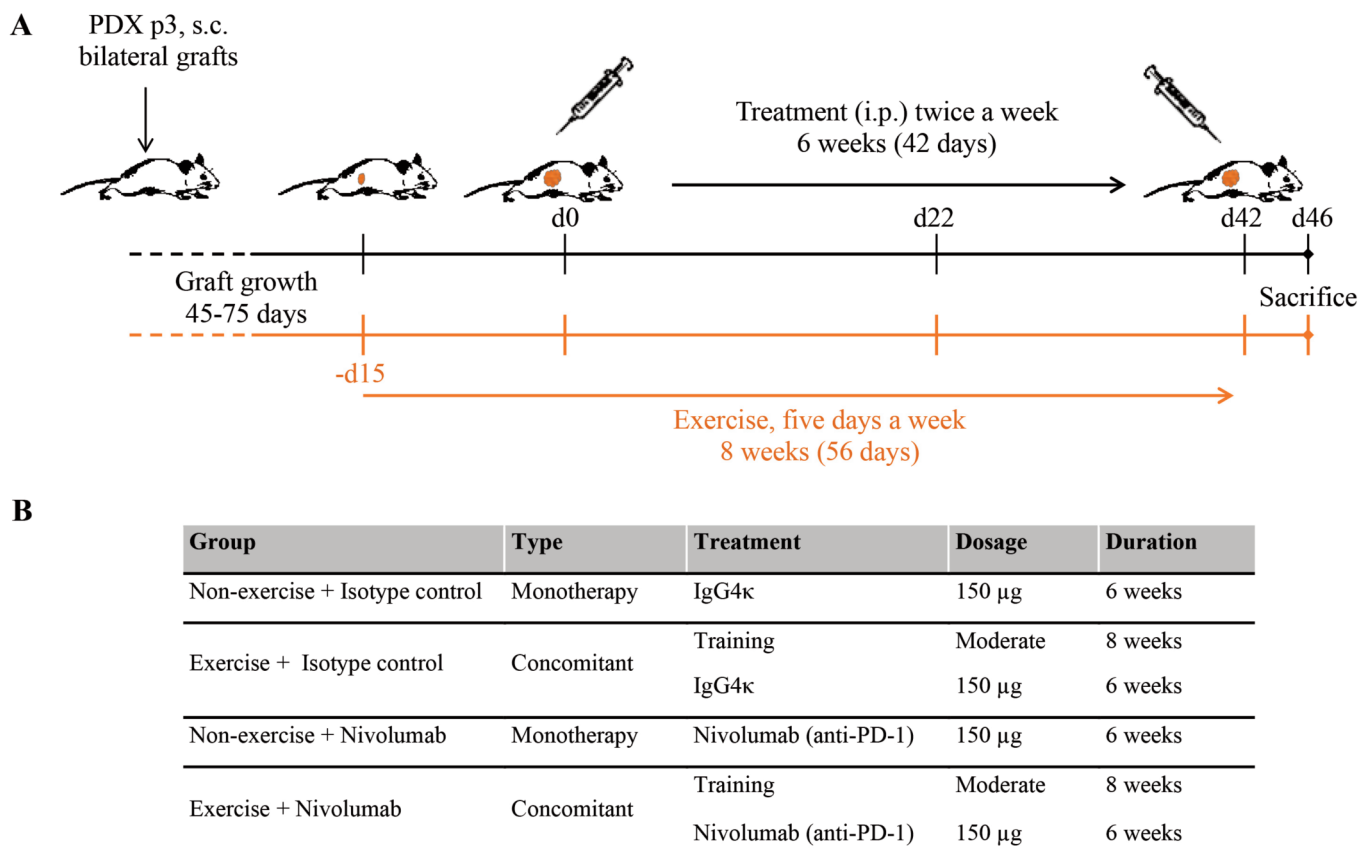 A
PDX p3, s.c.
bilateral grafts
Treatment (i.p.) twice a week
6 weeks (42 days)
d0
d22
d42
d46
Graft growth
45-75 days
Sacrifice
-d15
Exercise, five days a week
8 weeks (56 days)
B
Group Type Treatment Dosage Duration
Non-exercise + Isotype control Monotherapy IgG4κ 150 µg 6 weeks
Exercise + Isotype control Concomitant
Training Moderate 8 weeks
IgG4κ 150 µg 6 weeks
Non-exercise + Nivolumab Monotherapy Nivolumab (anti-PD-1) 150 µg 6 weeks
Exercise + Nivolumab Concomitant
Training Moderate 8 weeks
Nivolumab (anti-PD-1) 150 µg 6 weeks